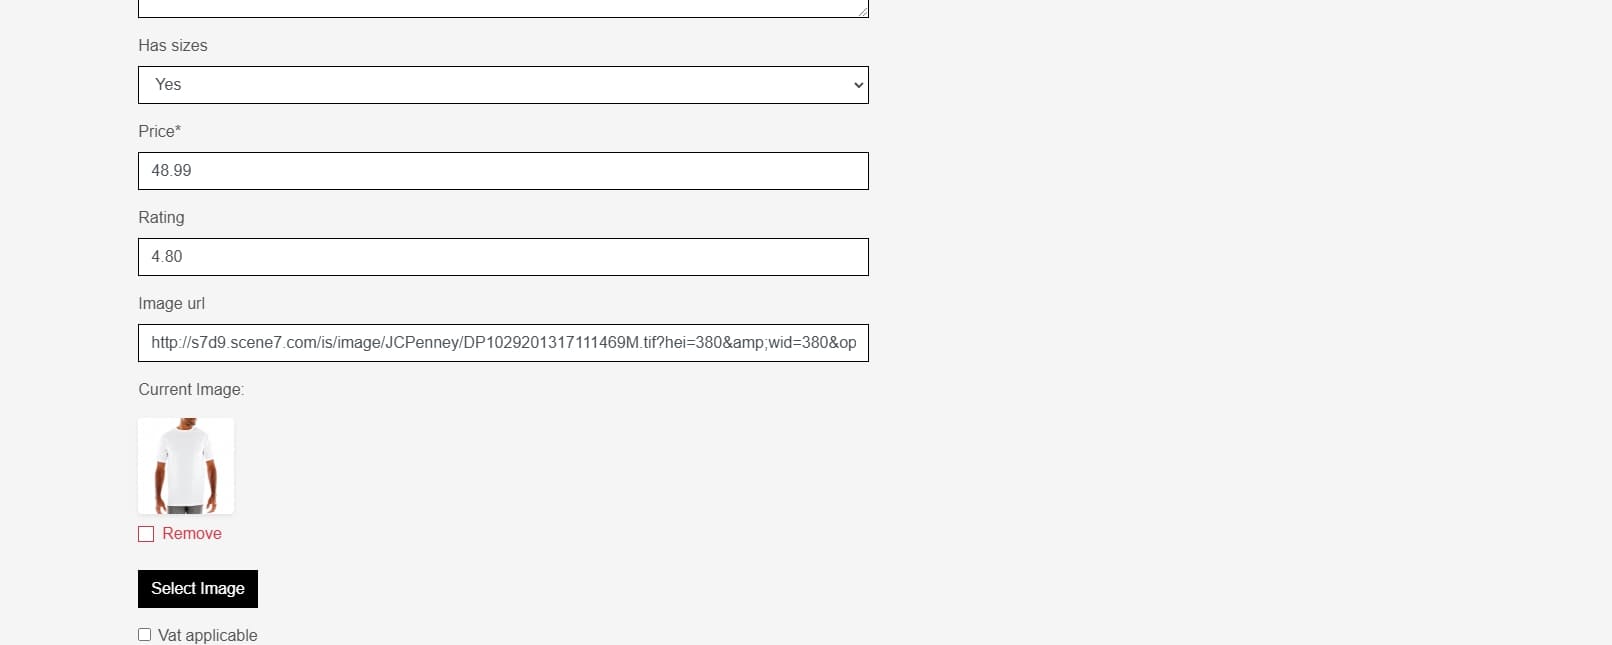 Has sizes
Yes
Price*
48.99
Rating
4.80
Image url
http://s7d9.scene7.com/is/image/JCPenney/DP1029201317111469M.tif?hei=380&amp;wid=380&op
Current Image:
Remove
Select Image
Vat applicable